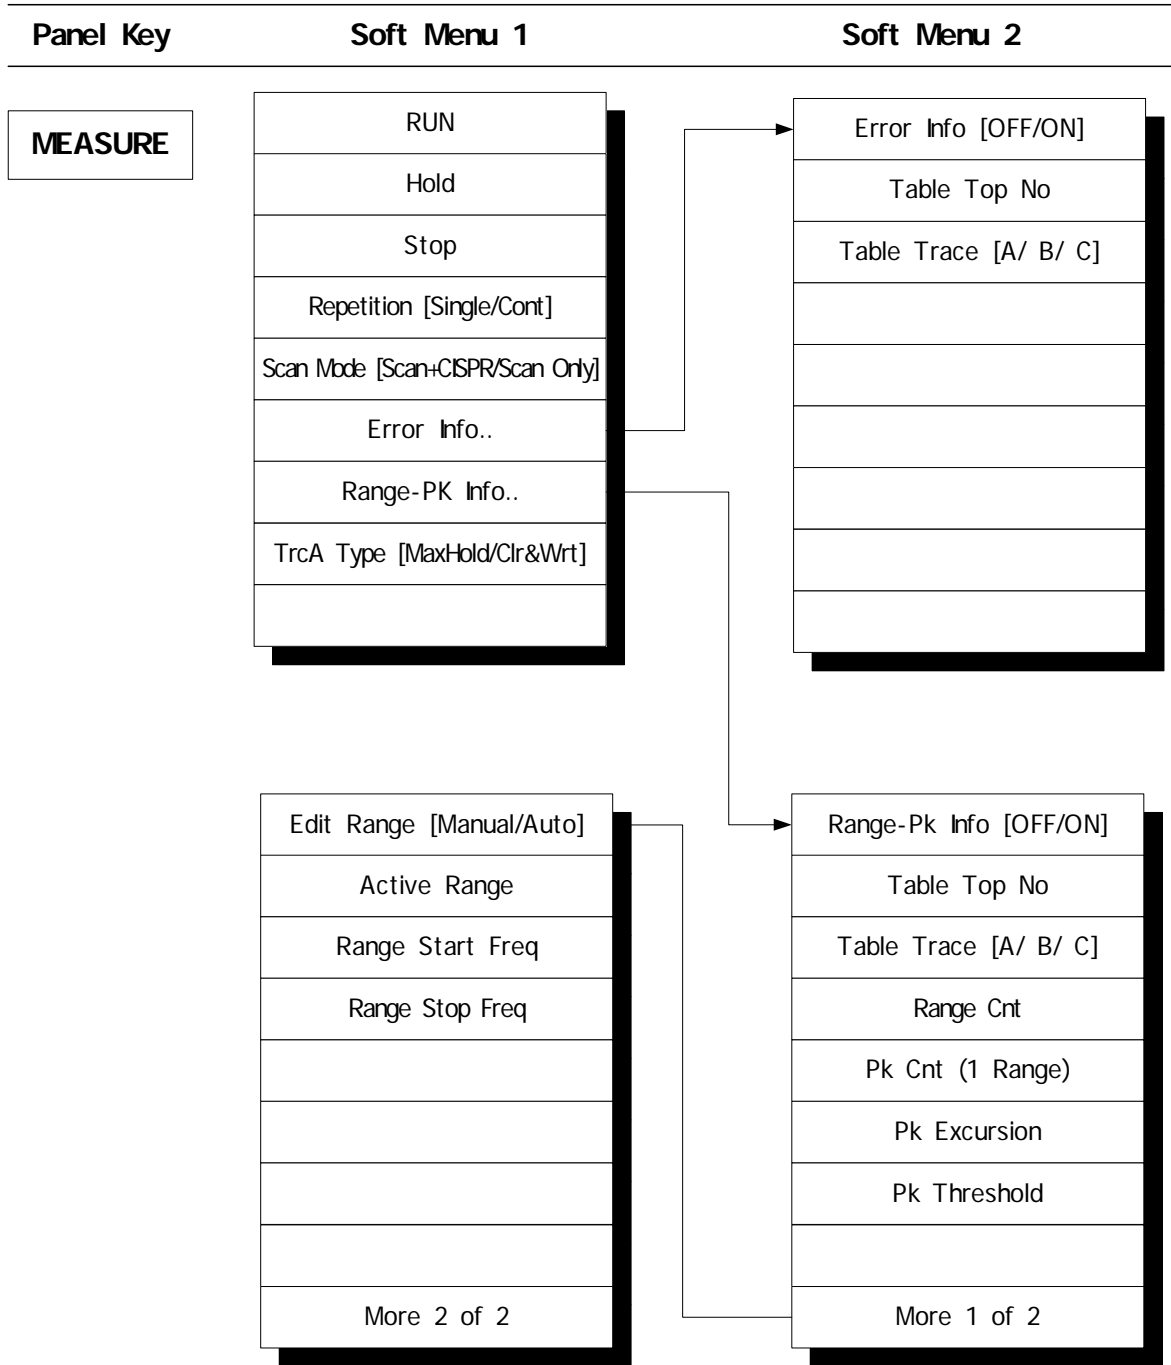 Panel Key
Soft Menu 1
Soft Menu 2
MEASURE
RUN
Hold
Stop
Repetition [Single/Cont]
Scan Mode [Scan+CISPR/Scan Only]
Error Info..
Range-PK Info..
TrcA Type [MaxHold/Clr&Wrt]
Error Info [OFF/ON]
Table Top No
Table Trace [A/ B/ C]
Edit Range [Manual/Auto]
Active Range
Range Start Freq
Range Stop Freq
More 2 of 2
Range-Pk Info [OFF/ON]
Table Top No
Table Trace [A/ B/ C]
Range Cnt
Pk Cnt (1 Range)
Pk Excursion
Pk Threshold
More 1 of 2